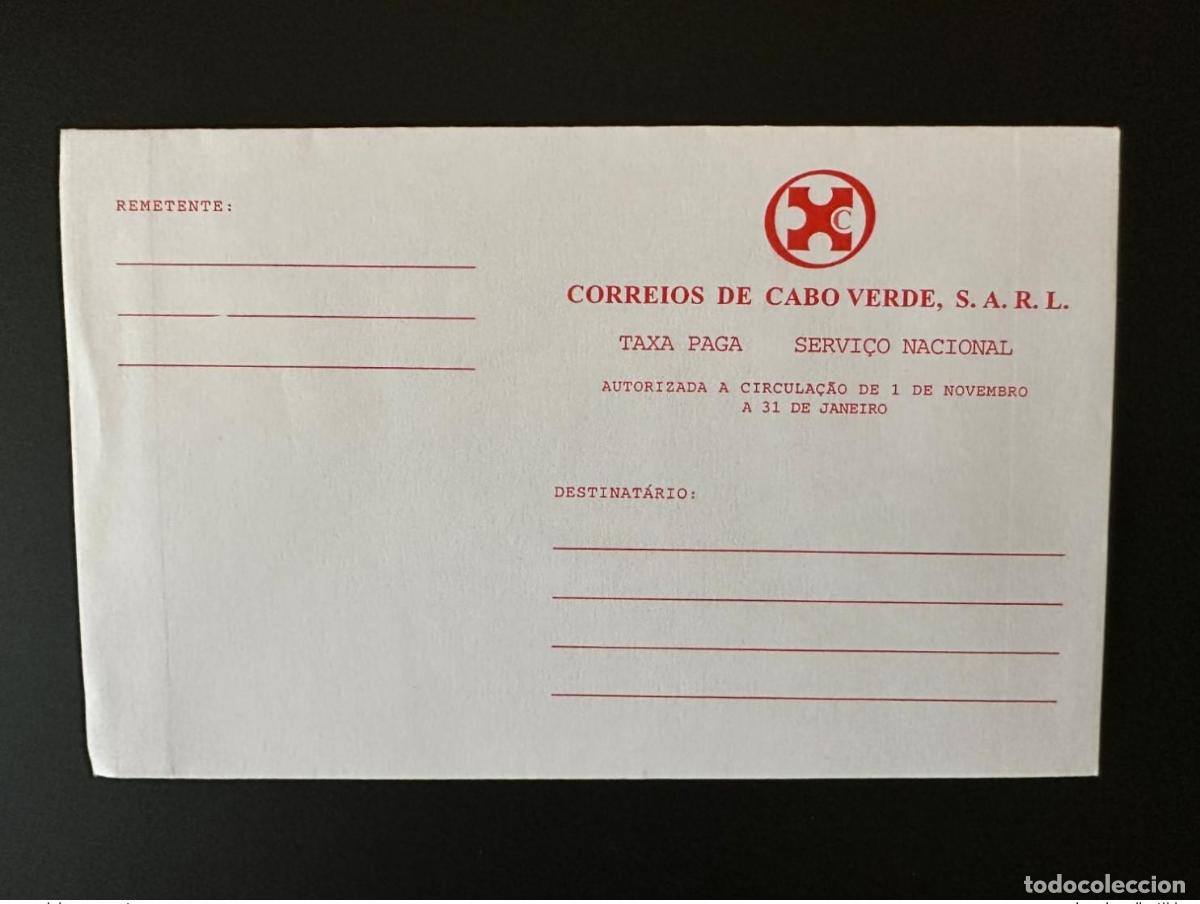 REMETENTE:
C
CORREIOS DE CABO VERDE, S. A. R. L.
TAXA PAGA SERVIÇO NACIONAL
AUTORIZADA A CIRCULAÇÃO DE 1 DE NOVEMBRO
A 31 DE JANEIRO
DESTINATÁRIO:
todocoleccion